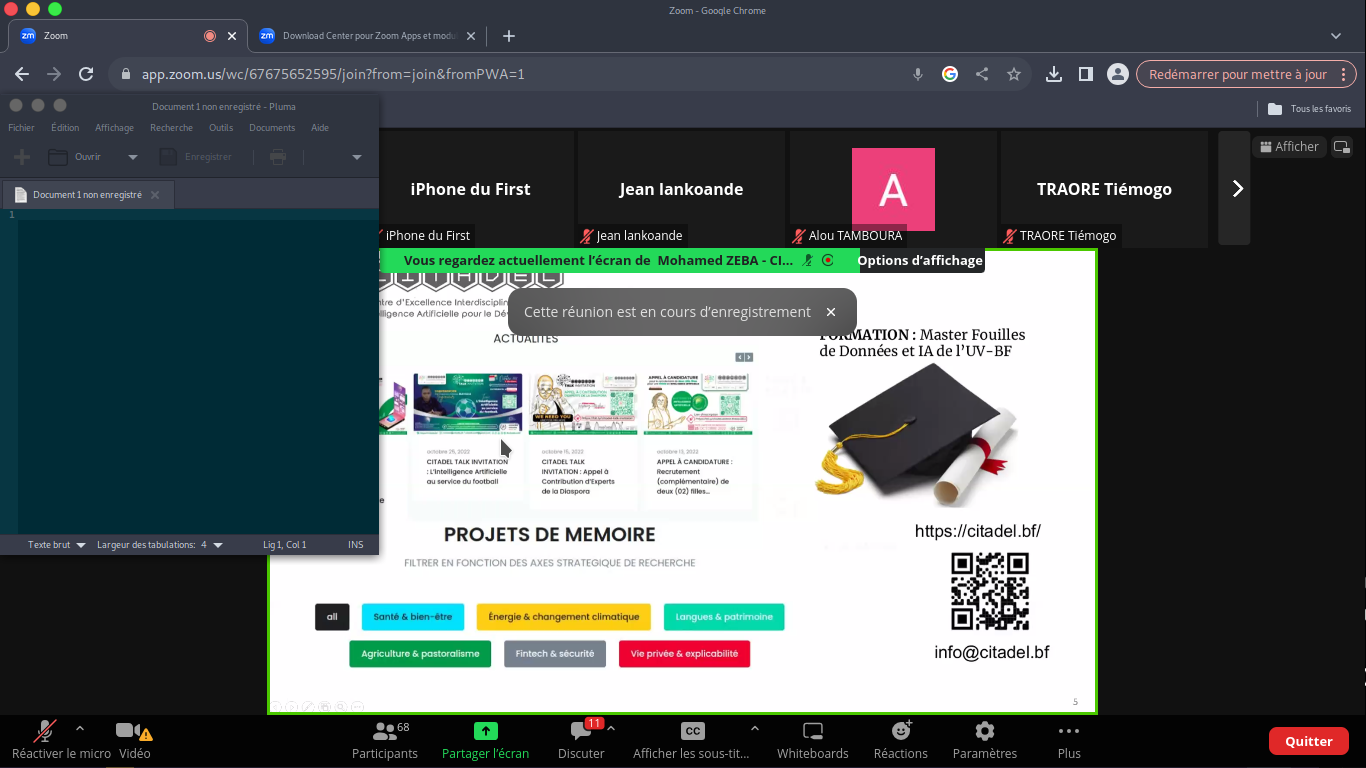 Zoom - Google Chrome
Zoom
Download Center pour Zoom Apps et modu
app.zoom.us/wc/67675652595/join?from=join&fromPWA=1
Redémarrer pour mettre à jour
Tous les favoris
Document 1 non enregistré - Pluma
Fichier Édition Affichage Recherche Outils Documents Aide
Ouvrir Enregistrer
Document 1 non enregistré
1
Texte brut Largeur des tabulations: 4 Lig 1, Col 1 INS
Afficher
iPhone du First
Jean lankoande
A
TRAORE Tiémogo
iPhone du First
Jean lankoande
Alou TAMBOURA
TRAORE Tiémogo
Vous regardez actuellement l'écran de Mohamed ZEBA - CI...
Options d'affichage
Cette réunion est en cours d'enregistrement
CITADEL
ntre d'Excellence Interdisciplin
lligence Artificielle pour le Dév
ACTUALITÉS
WE NEED YOU
octobre 25, 2022
CITADEL TALK INVITATION
: L'Intelligence Artificielle
au service du football
octobre 15, 2022
CITADEL TALK
INVITATION : Appel à
Contribution d'Experts
de la Diaspora
octobre 13, 2022
APPEL À CANDIDATURE :
Recrutement
(complémentaire) de
deux (02) filles...
PROJETS DE MEMOIRE
FILTRER EN FONCTION DES AXES STRATEGIQUE DE RECHERCHE
all
Santé & bien-être
Énergie & changement climatique
Langues & patrimoine
Agriculture & pastoralisme
Fintech & sécurité
Vie privée & explicabilité
FORMATION : Master Fouilles
de Données et IA de l'UV-BF
https://citadel.bf/
info@citadel.bf
5
Réactiver le micro
Vidéo
68
Participants
Partager l'écran
11
Discuter
CC
Afficher les sous-tit...
Whiteboards
Réactions
Paramètres
Plus
Quitter